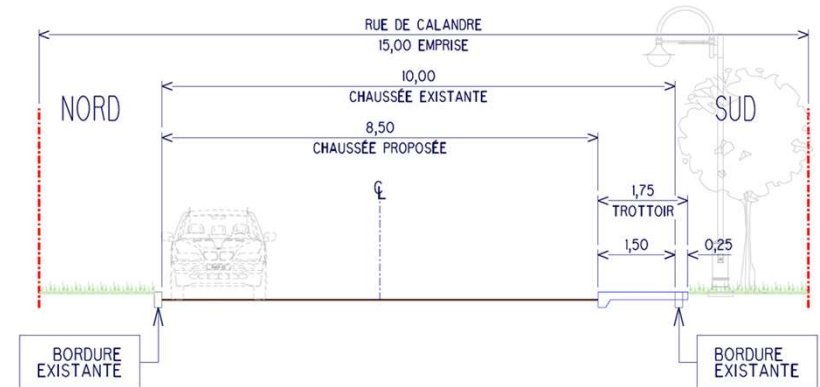 RUE DE CALANDRE
15,00 EMPRISE
10,00
CHAUSSÉE EXISTANTE
NORD
SUD
8,50
CHAUSSÉE PROPOSÉE
℄
1,75
TROTTOIR
1,50
0,25
BORDURE
EXISTANTE
BORDURE
EXISTANTE